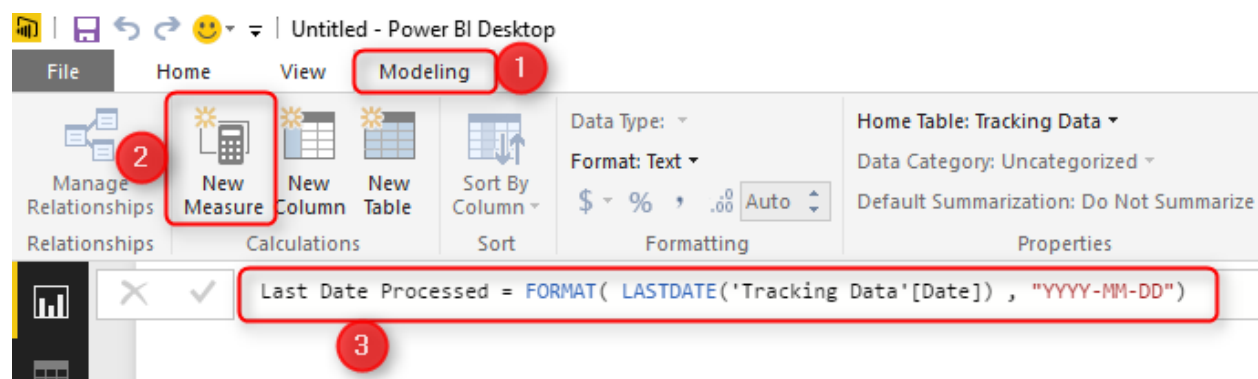 Untitled - Power BI Desktop
File Home View Modeling 1
2
Manage Relationships
New Measure
New Column
New Table
Sort By Column
Data Type:
Format: Text
$ % , .00 Auto
Home Table: Tracking Data
Data Category: Uncategorized
Default Summarization: Do Not Summarize
Relationships Calculations Sort Formatting Properties
Last Date Processed = FORMAT( LASTDATE('Tracking Data'[Date]) , "YYYY-MM-DD")
3